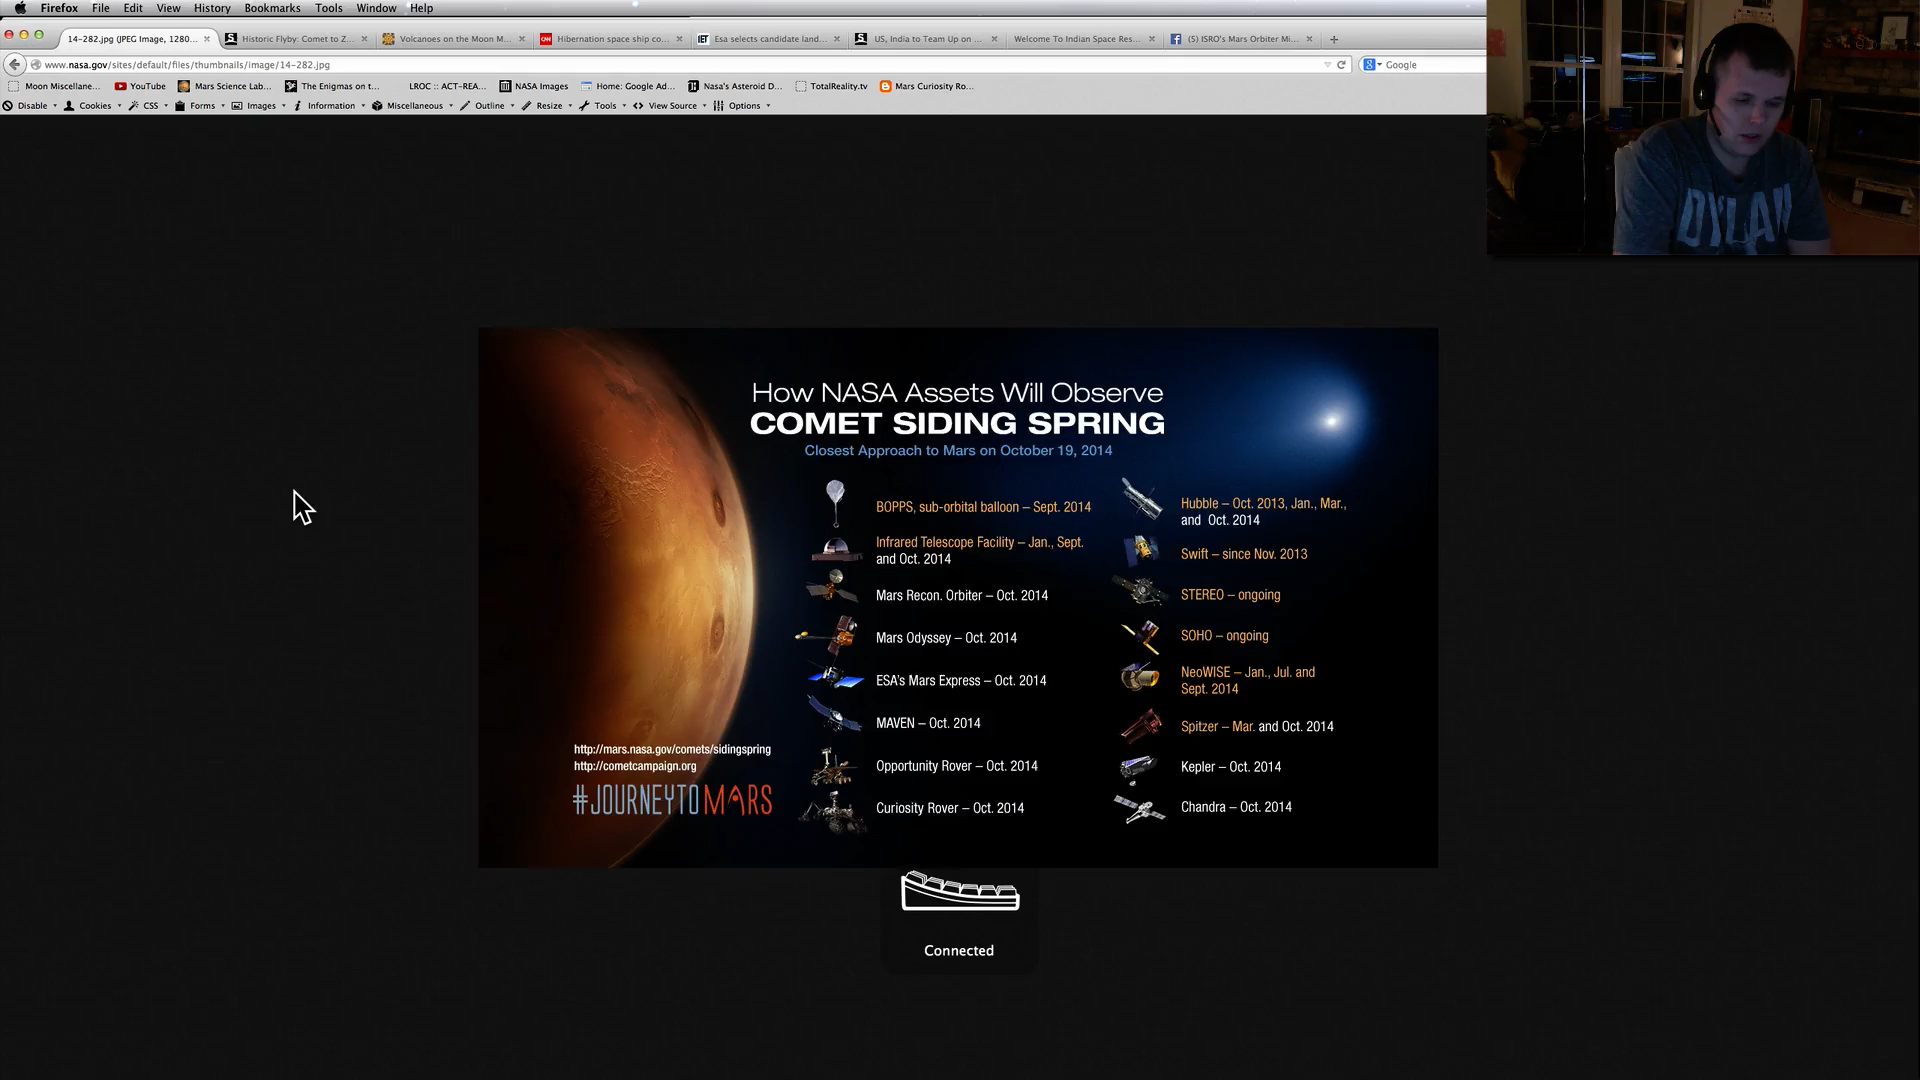 Firefox File Edit View History Bookmarks Tools Window Help
14-282.jpg (JPEG Image, 1280... Historic Flyby: Comet to Z... Volcanoes on the Moon M... Hibernation space ship co... Esa selects candidate land... US, India to Team Up on ... Welcome To Indian Space Res... (5) ISRO's Mars Orbiter Mi...
www.nasa.gov/sites/default/files/thumbnails/image/14-282.jpg Google
Moon Miscellane... YouTube Mars Science Lab... The Enigmas on t... LROC :: ACT-REA... NASA Images Home: Google Ad... Nasa's Asteroid D... TotalReality.tv Mars Curiosity Ro...
Disable Cookies CSS Forms Images Information Miscellaneous Outline Resize Tools View Source Options
DYLAN
How NASA Assets Will Observe
COMET SIDING SPRING
Closest Approach to Mars on October 19, 2014
BOPPS, sub-orbital balloon – Sept. 2014
Infrared Telescope Facility – Jan., Sept.
and Oct. 2014
Mars Recon. Orbiter – Oct. 2014
Mars Odyssey – Oct. 2014
ESA's Mars Express – Oct. 2014
MAVEN – Oct. 2014
Opportunity Rover – Oct. 2014
Curiosity Rover – Oct. 2014
Hubble – Oct. 2013, Jan., Mar.,
and Oct. 2014
Swift – since Nov. 2013
STEREO – ongoing
SOHO – ongoing
NeoWISE – Jan., Jul. and
Sept. 2014
Spitzer – Mar. and Oct. 2014
Kepler – Oct. 2014
Chandra – Oct. 2014
http://mars.nasa.gov/comets/sidingspring
http://cometcampaign.org
#JOURNEYTOMARS
Connected